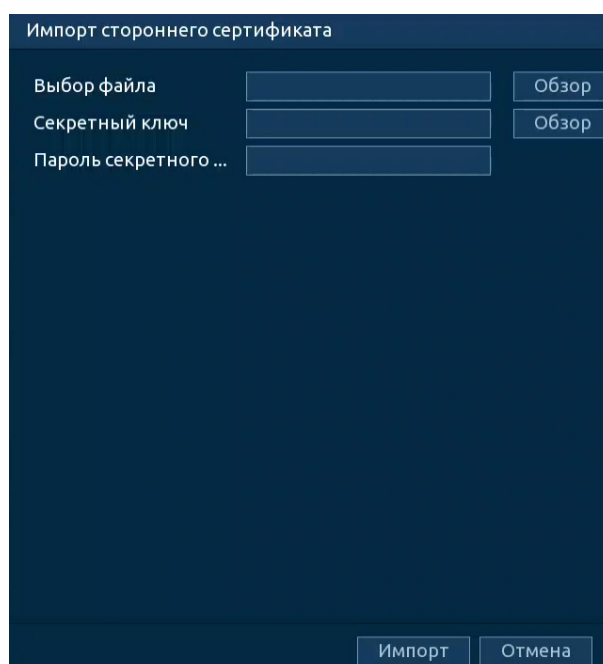 Импорт стороннего сертификата
Выбор файла Обзор
Секретный ключ Обзор
Пароль секретного ...
Импорт Отмена